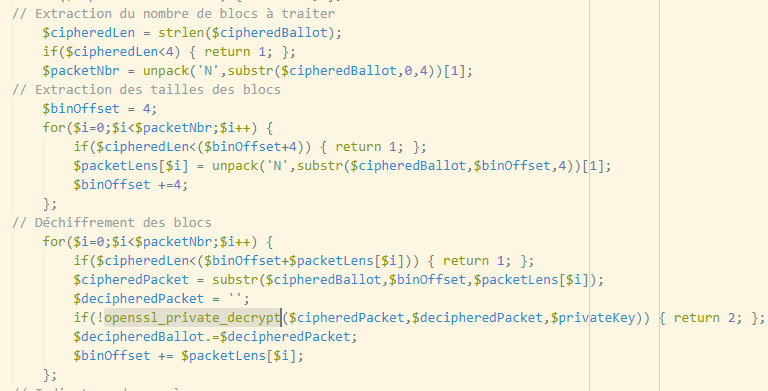 // Extraction du nombre de blocs à traiter
$cipheredLen = strlen($cipheredBallot);
if($cipheredLen<4) { return 1; };
$packetNbr = unpack('N',substr($cipheredBallot,0,4))[1];
// Extraction des tailles des blocs
$binOffset = 4;
for($i=0;$i<$packetNbr;$i++) {
if($cipheredLen<($binOffset+4)) { return 1; };
$packetLens[$i] = unpack('N',substr($cipheredBallot,$binOffset,4))[1];
$binOffset +=4;
};
// Déchiffrement des blocs
for($i=0;$i<$packetNbr;$i++) {
if($cipheredLen<($binOffset+$packetLens[$i])) { return 1; };
$cipheredPacket = substr($cipheredBallot,$binOffset,$packetLens[$i]);
$decipheredPacket = '';
if(!openssl_private_decrypt($cipheredPacket,$decipheredPacket,$privateKey)) { return 2; };
$decipheredBallot.=$decipheredPacket;
$binOffset += $packetLens[$i];
};